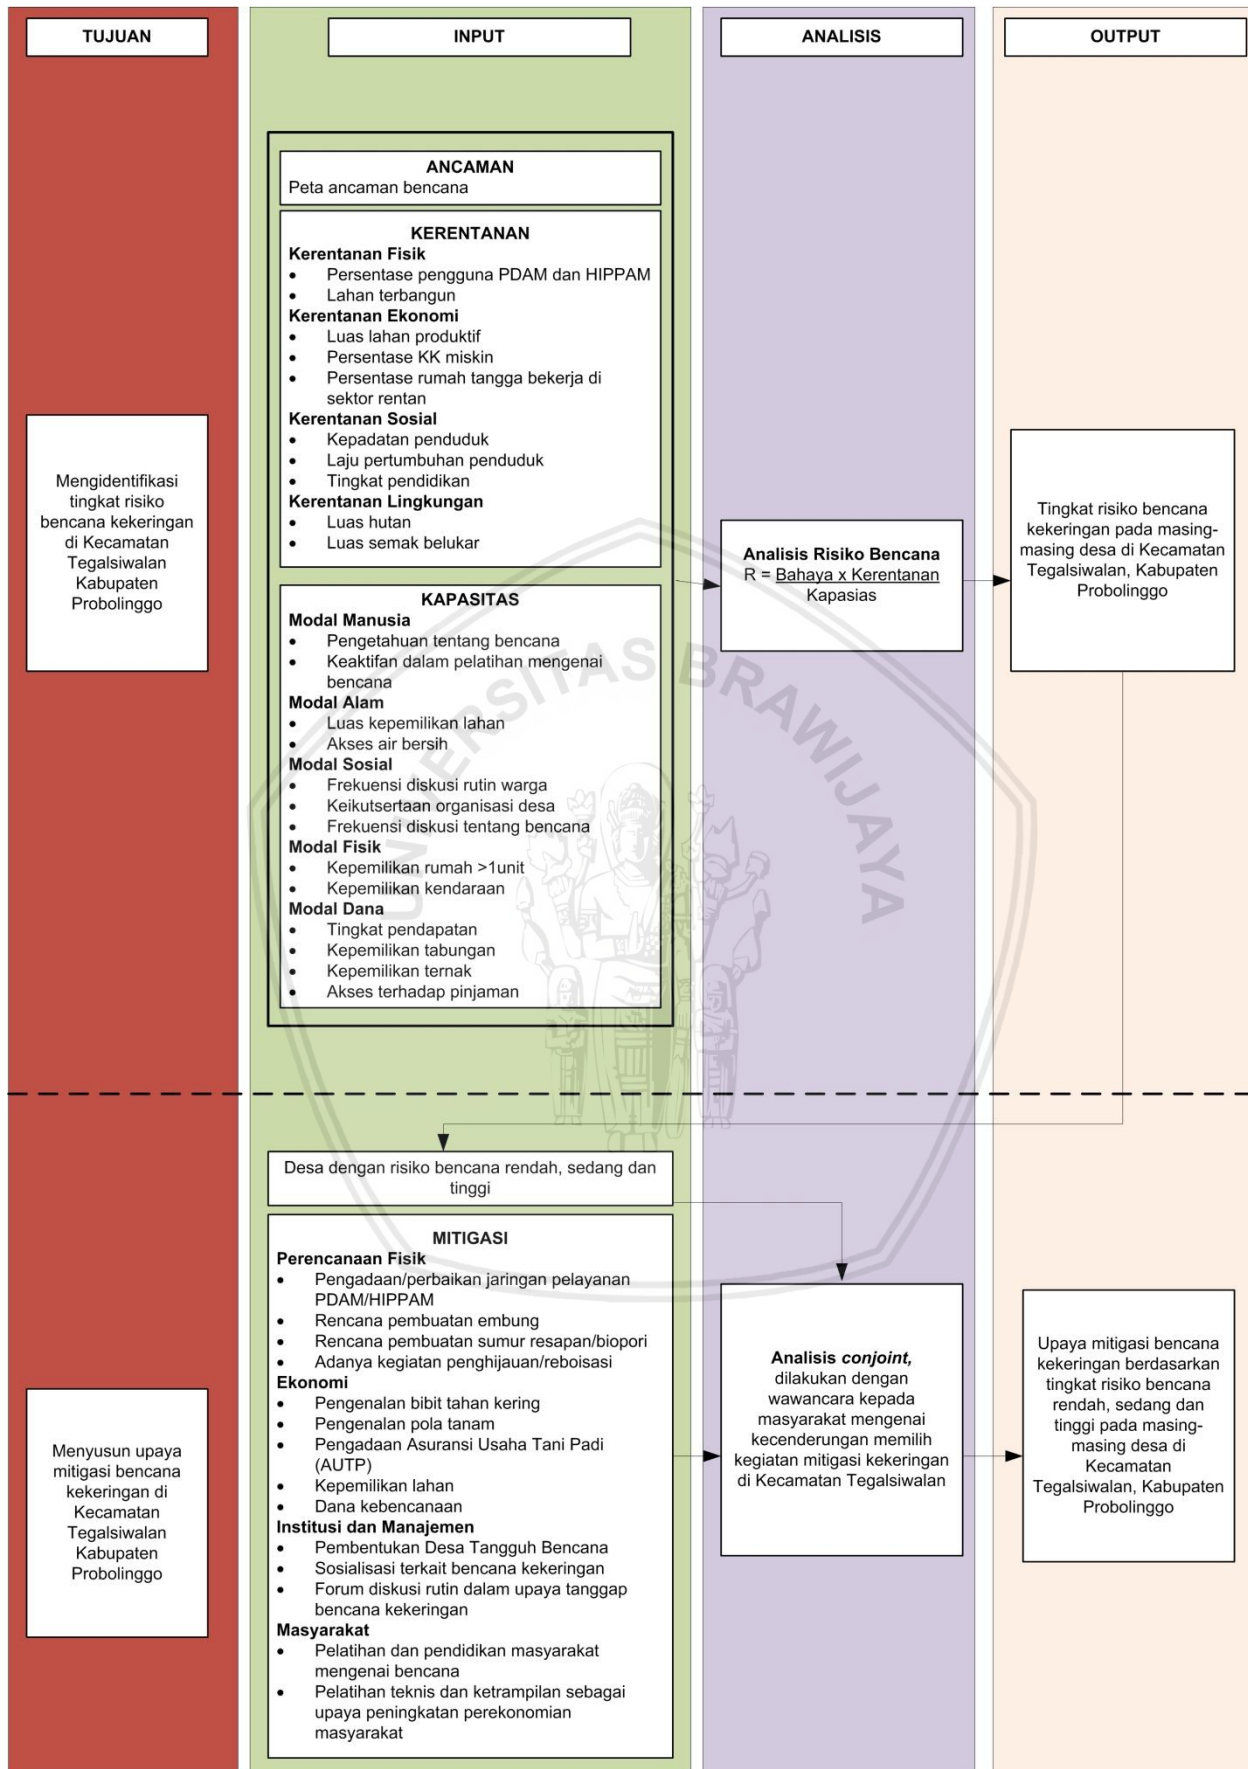 TUJUAN
INPUT
ANALISIS
OUTPUT
ANCAMAN
Peta ancaman bencana
KERENTANAN
Kerentanan Fisik
• Persentase pengguna PDAM dan HIPPAM
• Lahan terbangun
Kerentanan Ekonomi
• Luas lahan produktif
• Persentase KK miskin
• Persentase rumah tangga bekerja di
sektor rentan
Kerentanan Sosial
• Kepadatan penduduk
• Laju pertumbuhan penduduk
• Tingkat pendidikan
Kerentanan Lingkungan
• Luas hutan
• Luas semak belukar
Mengidentifikasi
tingkat risiko
bencana kekeringan
di Kecamatan
Tegalsiwalan
Kabupaten
Probolinggo
KAPASITAS
Modal Manusia
• Pengetahuan tentang bencana
• Keaktifan dalam pelatihan mengenai
bencana
Modal Alam
• Luas kepemilikan lahan
• Akses air bersih
Modal Sosial
• Frekuensi diskusi rutin warga
• Keikutsertaan organisasi desa
• Frekuensi diskusi tentang bencana
Modal Fisik
• Kepemilikan rumah >1unit
• Kepemilikan kendaraan
Modal Dana
• Tingkat pendapatan
• Kepemilikan tabungan
• Kepemilikan ternak
• Akses terhadap pinjaman
Analisis Risiko Bencana
R = Bahaya x Kerentanan
Kapasias
Tingkat risiko bencana
kekeringan pada masing-
masing desa di Kecamatan
Tegalsiwalan, Kabupaten
Probolinggo
UNIVERSITAS BRAWIJAYA
Desa dengan risiko bencana rendah, sedang dan
tinggi
Menyusun upaya
mitigasi bencana
kekeringan di
Kecamatan
Tegalsiwalan
Kabupaten
Probolinggo
MITIGASI
Perencanaan Fisik
• Pengadaan/perbaikan jaringan pelayanan
PDAM/HIPPAM
• Rencana pembuatan embung
• Rencana pembuatan sumur resapan/biopori
• Adanya kegiatan penghijauan/reboisasi
Ekonomi
• Pengenalan bibit tahan kering
• Pengenalan pola tanam
• Pengadaan Asuransi Usaha Tani Padi
(AUTP)
• Kepemilikan lahan
• Dana kebencanaan
Institusi dan Manajemen
• Pembentukan Desa Tangguh Bencana
• Sosialisasi terkait bencana kekeringan
• Forum diskusi rutin dalam upaya tanggap
bencana kekeringan
Masyarakat
• Pelatihan dan pendidikan masyarakat
mengenai bencana
• Pelatihan teknis dan ketrampilan sebagai
upaya peningkatan perekonomian
masyarakat
Analisis conjoint,
dilakukan dengan
wawancara kepada
masyarakat mengenai
kecenderungan memilih
kegiatan mitigasi kekeringan
di Kecamatan Tegalsiwalan
Upaya mitigasi bencana
kekeringan berdasarkan
tingkat risiko bencana
rendah, sedang dan
tinggi pada masing-
masing desa di
Kecamatan
Tegalsiwalan, Kabupaten
Probolinggo